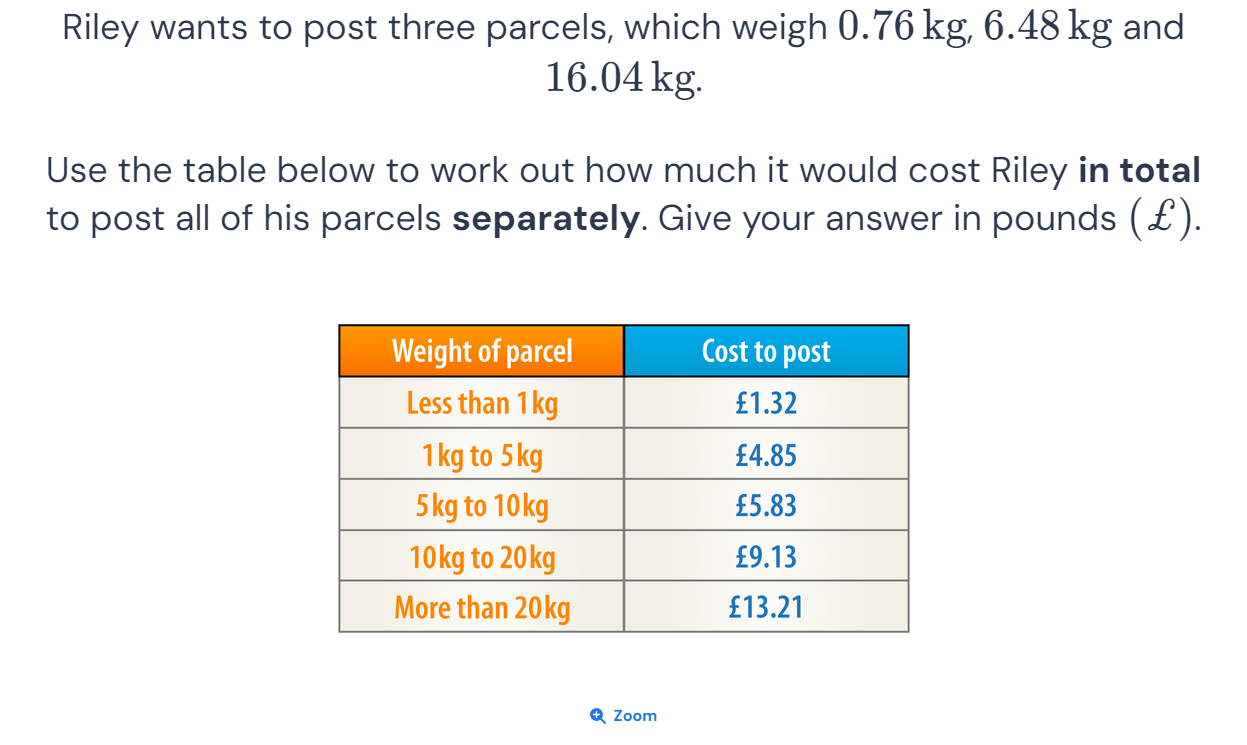 Riley wants to post three parcels, which weigh 0.76 kg, 6.48 kg and
16.04 kg.
Use the table below to work out how much it would cost Riley in total
to post all of his parcels separately. Give your answer in pounds (£).
Weight of parcel Cost to post
Less than 1 kg £1.32
1 kg to 5 kg £4.85
5 kg to 10 kg £5.83
10 kg to 20 kg £9.13
More than 20 kg £13.21
Zoom